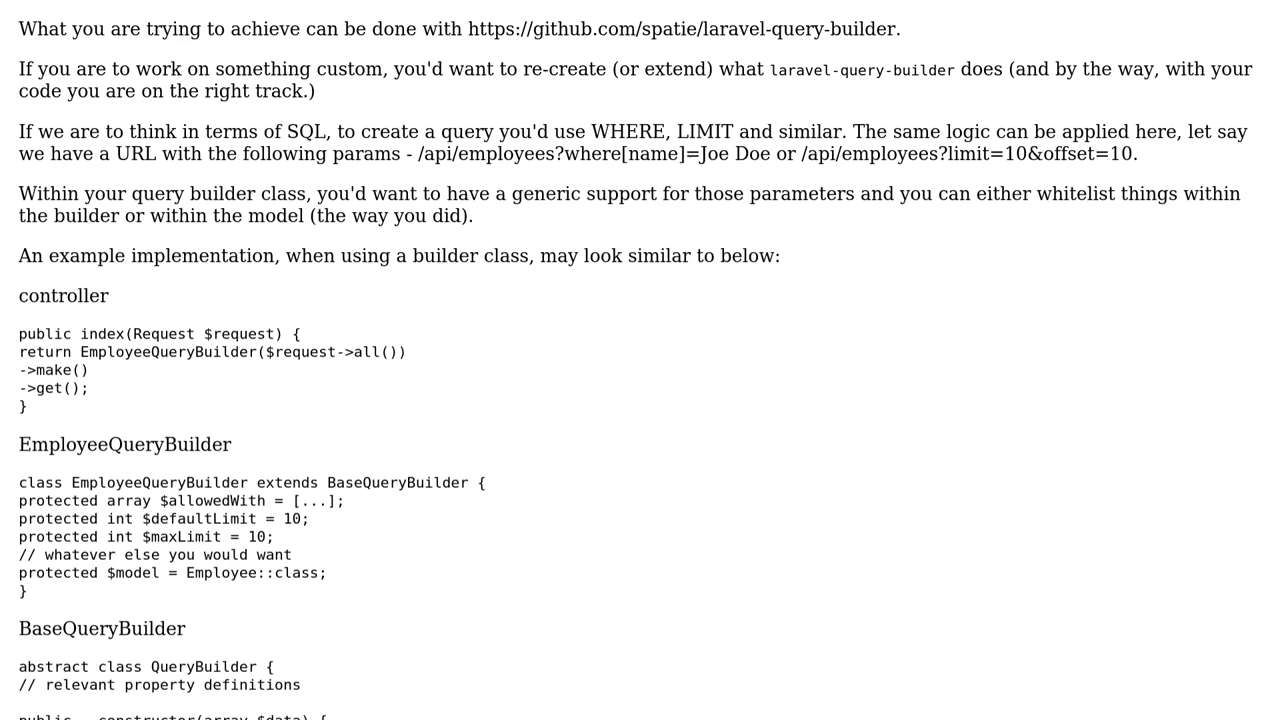 What you are trying to achieve can be done with https://github.com/spatie/laravel-query-builder.
If you are to work on something custom, you'd want to re-create (or extend) what laravel-query-builder does (and by the way, with your
code you are on the right track.)
If we are to think in terms of SQL, to create a query you'd use WHERE, LIMIT and similar. The same logic can be applied here, let say
we have a URL with the following params - /api/employees?where[name]=Joe Doe or /api/employees?limit=10&offset=10.
Within your query builder class, you'd want to have a generic support for those parameters and you can either whitelist things within
the builder or within the model (the way you did).
An example implementation, when using a builder class, may look similar to below:
controller
public index(Request $request) {
return EmployeeQueryBuilder($request->all())
->make()
->get();
}
EmployeeQueryBuilder
class EmployeeQueryBuilder extends BaseQueryBuilder {
protected array $allowedWith = [...];
protected int $defaultLimit = 10;
protected int $maxLimit = 10;
// whatever else you would want
protected $model = Employee::class;
}
BaseQueryBuilder
abstract class QueryBuilder {
// relevant property definitions
public __constructor(array $data) {